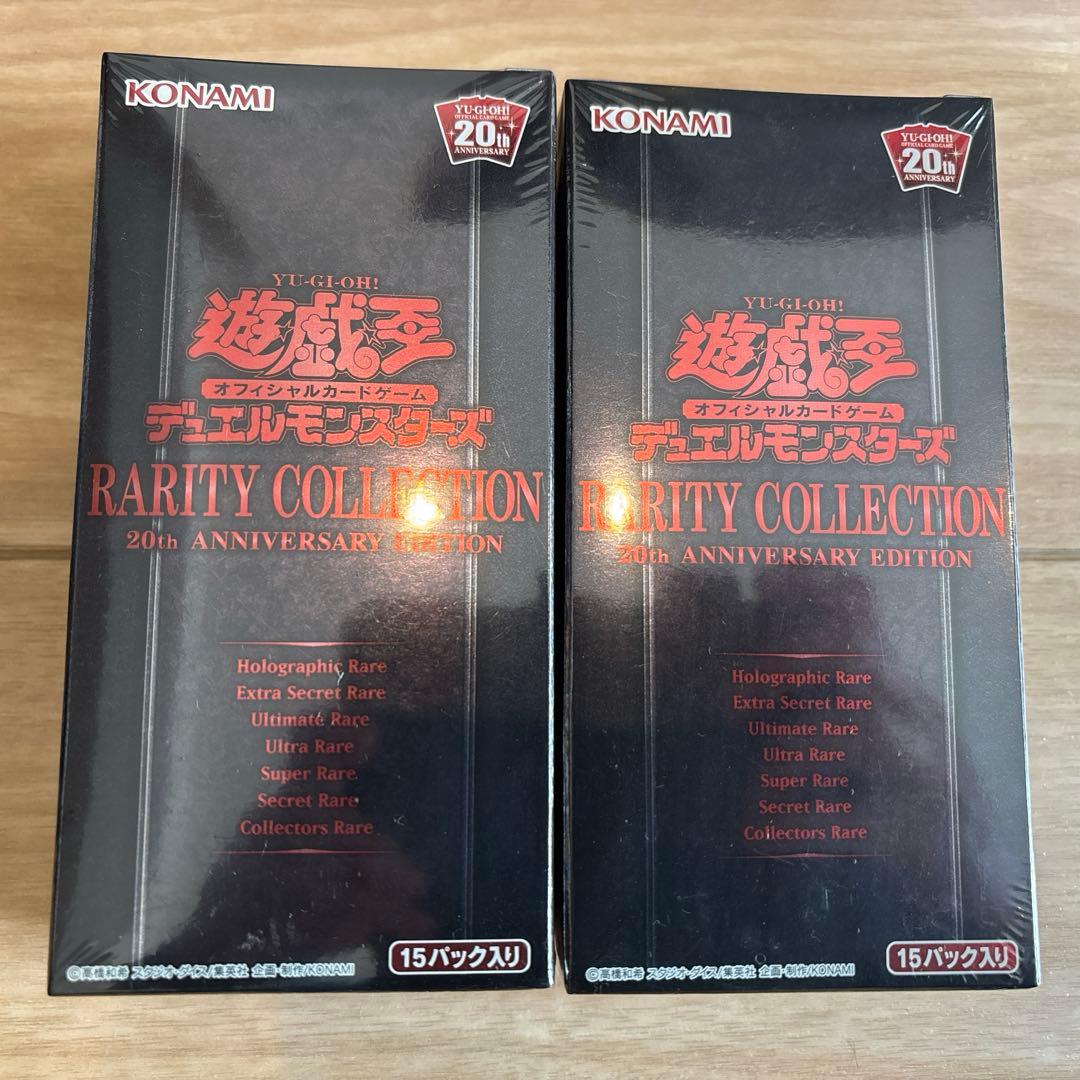 KONAMI
YU-GI-OH!
OFFICIAL CARD GAME
20th
ANNIVERSARY
YU-GI-OH!
遊戯王
オフィシャルカードゲーム
デュエルモンスターズ
RARITY COLLECTION
20th ANNIVERSARY EDITION
Holographic Rare
Extra Secret Rare
Ultimate Rare
Ultra Rare
Super Rare
Secret Rare
Collectors Rare
15パック入り
©高橋和希 スタジオ・ダイス/集英社 企画・制作/KONAMI
KONAMI
YU-GI-OH!
OFFICIAL CARD GAME
20th
ANNIVERSARY
YU-GI-OH!
遊戯王
オフィシャルカードゲーム
デュエルモンスターズ
RARITY COLLECTION
20th ANNIVERSARY EDITION
Holographic Rare
Extra Secret Rare
Ultimate Rare
Ultra Rare
Super Rare
Secret Rare
Collectors Rare
15パック入り
©高橋和希 スタジオ・ダイス/集英社 企画・制作/KONAMI